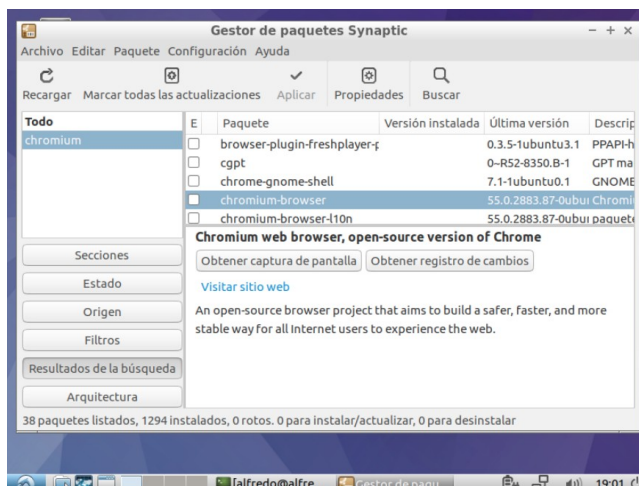 Gestor de paquetes Synaptic
Archivo Editar Paquete Configuración Ayuda
Recargar Marcar todas las actualizaciones Aplicar Propiedades Buscar
Todo
chromium
E Paquete Versión instalada Última versión Descrip
browser-plugin-freshplayer-p 0.3.5-1ubuntu3.1 PPAPI-h
cgpt 0~R52-8350.B-1 GPT ma
chrome-gnome-shell 7.1-1ubuntu0.1 GNOME
chromium-browser 55.0.2883.87-0ubu Chromi
chromium-browser-l10n 55.0.2883.87-0ubu paquete
Chromium web browser, open-source version of Chrome
Obtener captura de pantalla Obtener registro de cambios
Visitar sitio web
An open-source browser project that aims to build a safer, faster, and more
stable way for all Internet users to experience the web.
Secciones
Estado
Origen
Filtros
Resultados de la búsqueda
Arquitectura
38 paquetes listados, 1294 instalados, 0 rotos. 0 para instalar/actualizar, 0 para desinstalar
[alfredo@alfre Gestor de paqu 19:01